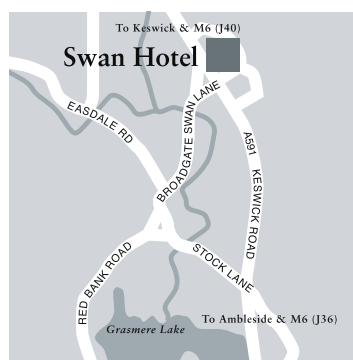 To Keswick & M6 (J40)
Swan Hotel
EASDALE RD
BROADGATE SWAN LANE
A591 KESWICK ROAD
RED BANK ROAD
STOCK LANE
To Ambleside & M6 (J36)
Grasmere Lake